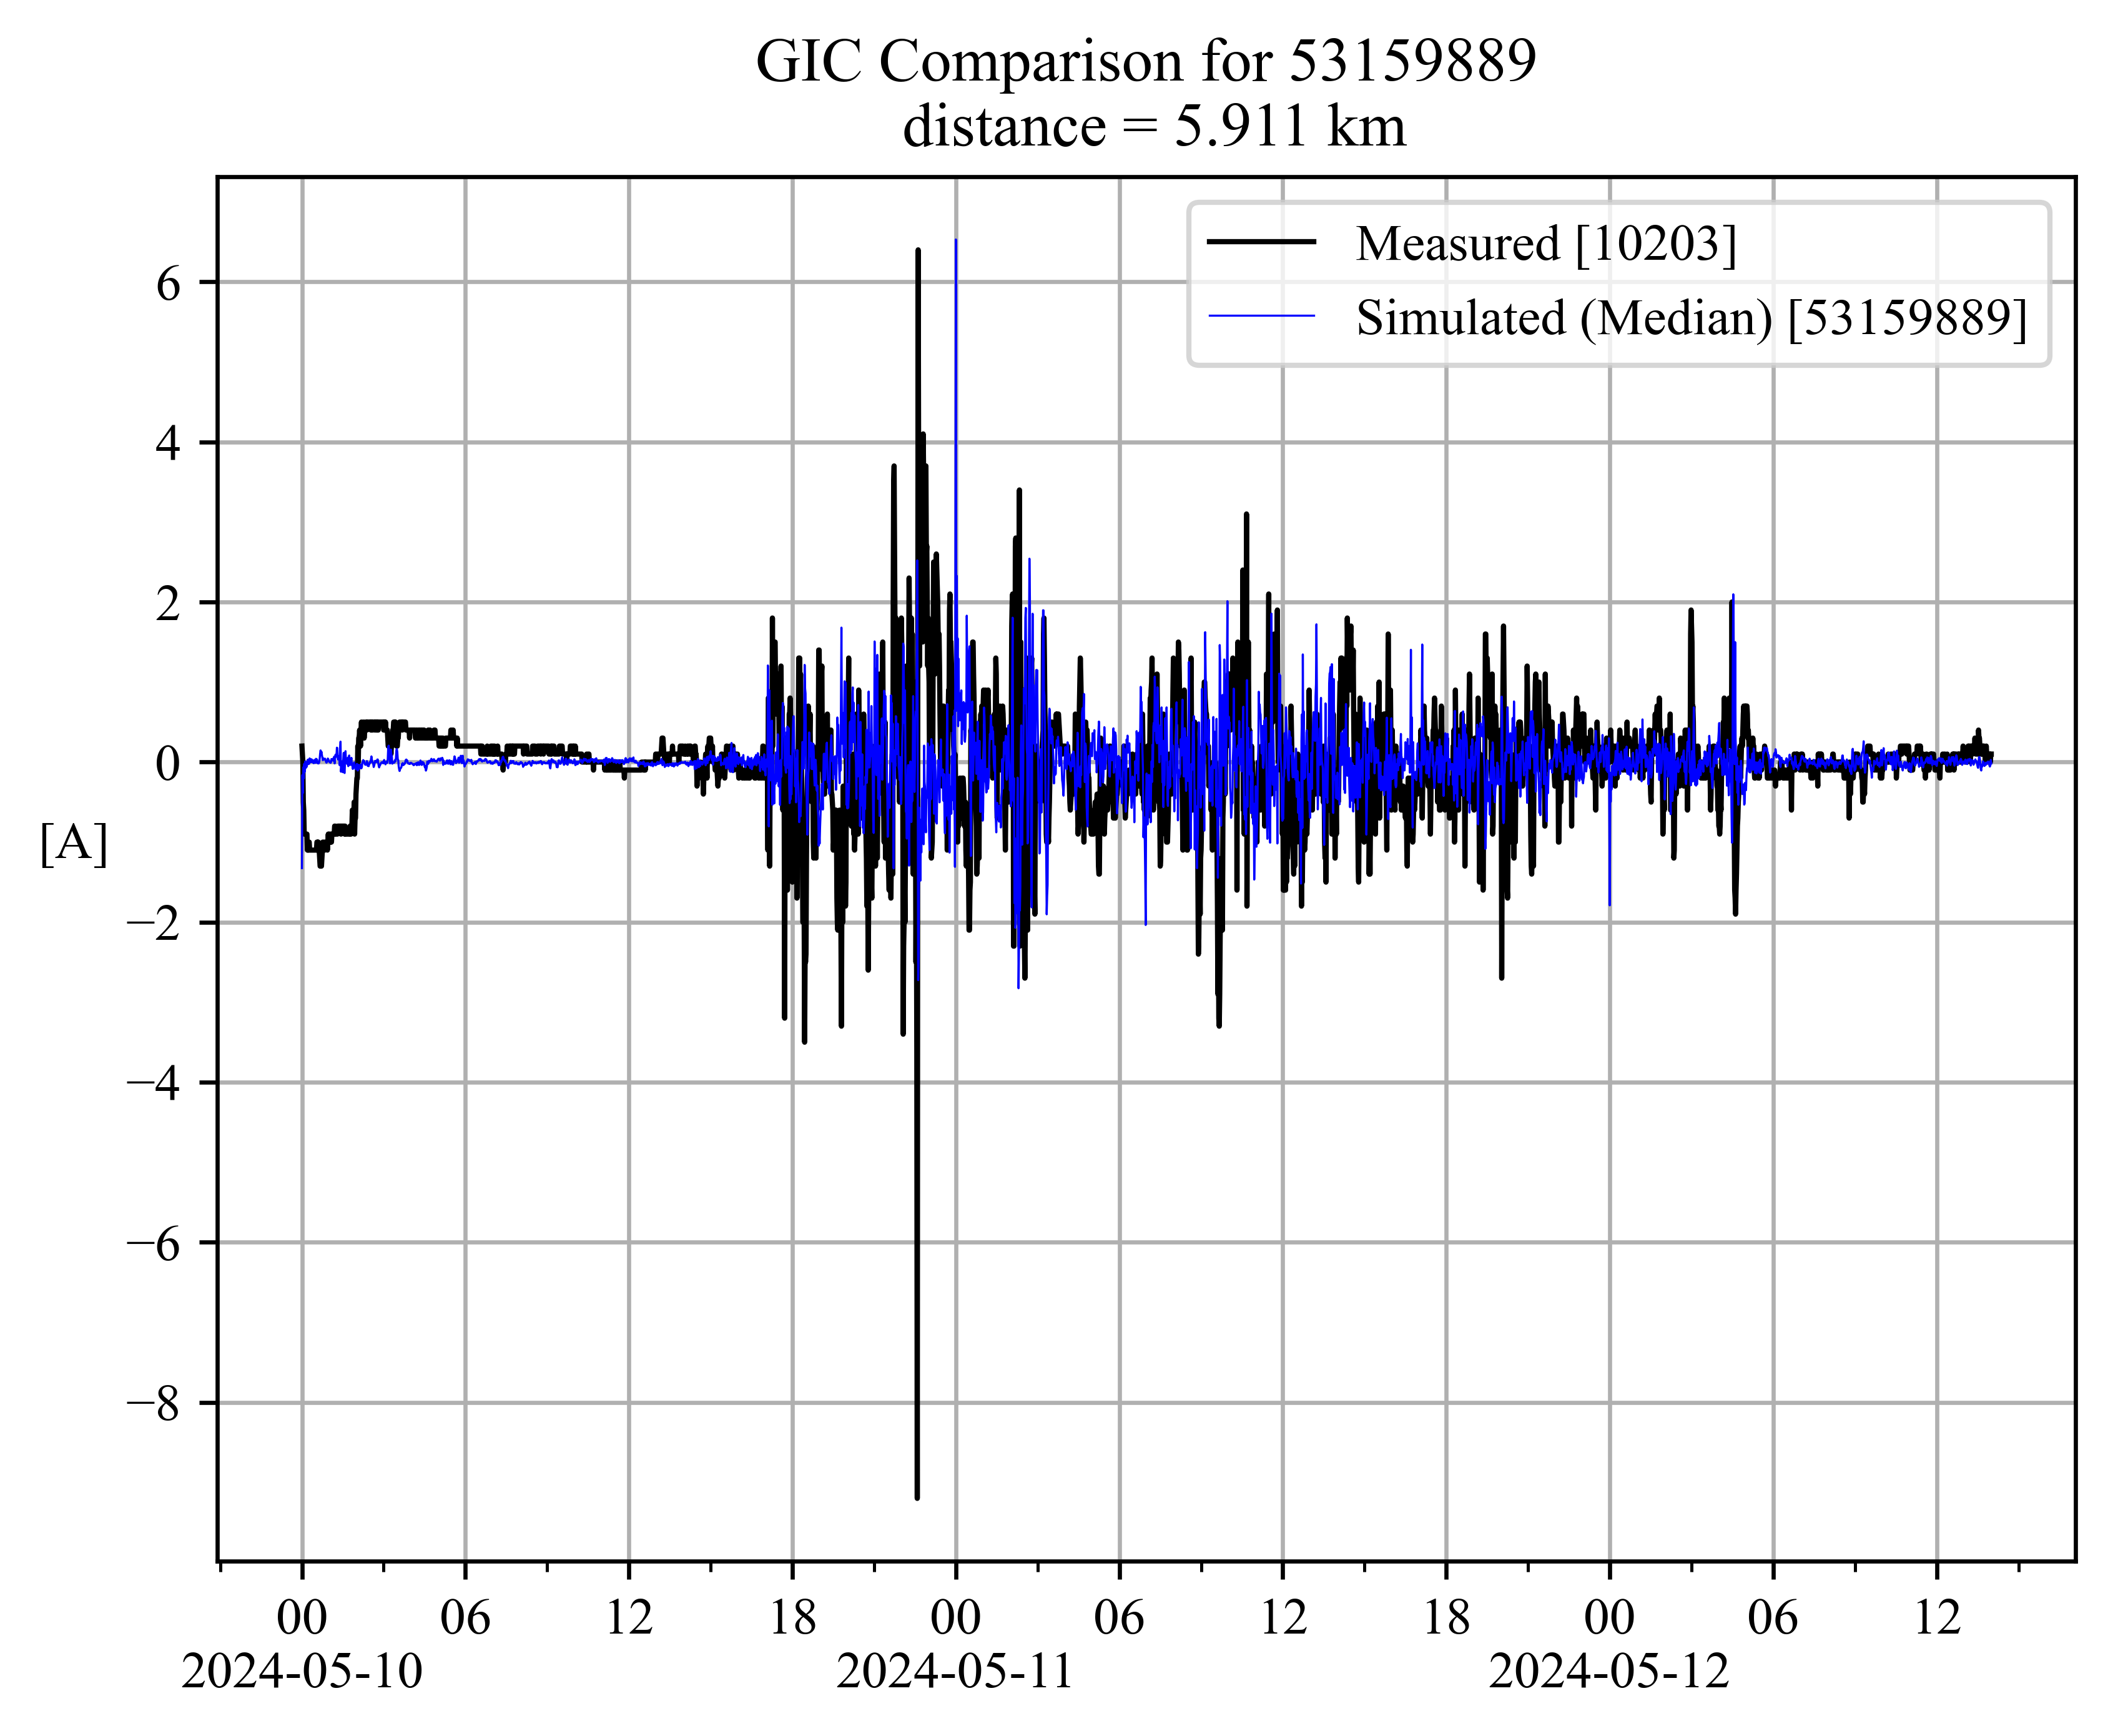 GIC Comparison for 53159889
distance = 5.911 km
Measured [10203]
Simulated (Median) [53159889]
6
4
2
0
[A]
−2
−4
−6
−8
00 06 12 18 00 06 12 18 00 06 12
2024-05-10 2024-05-11 2024-05-12